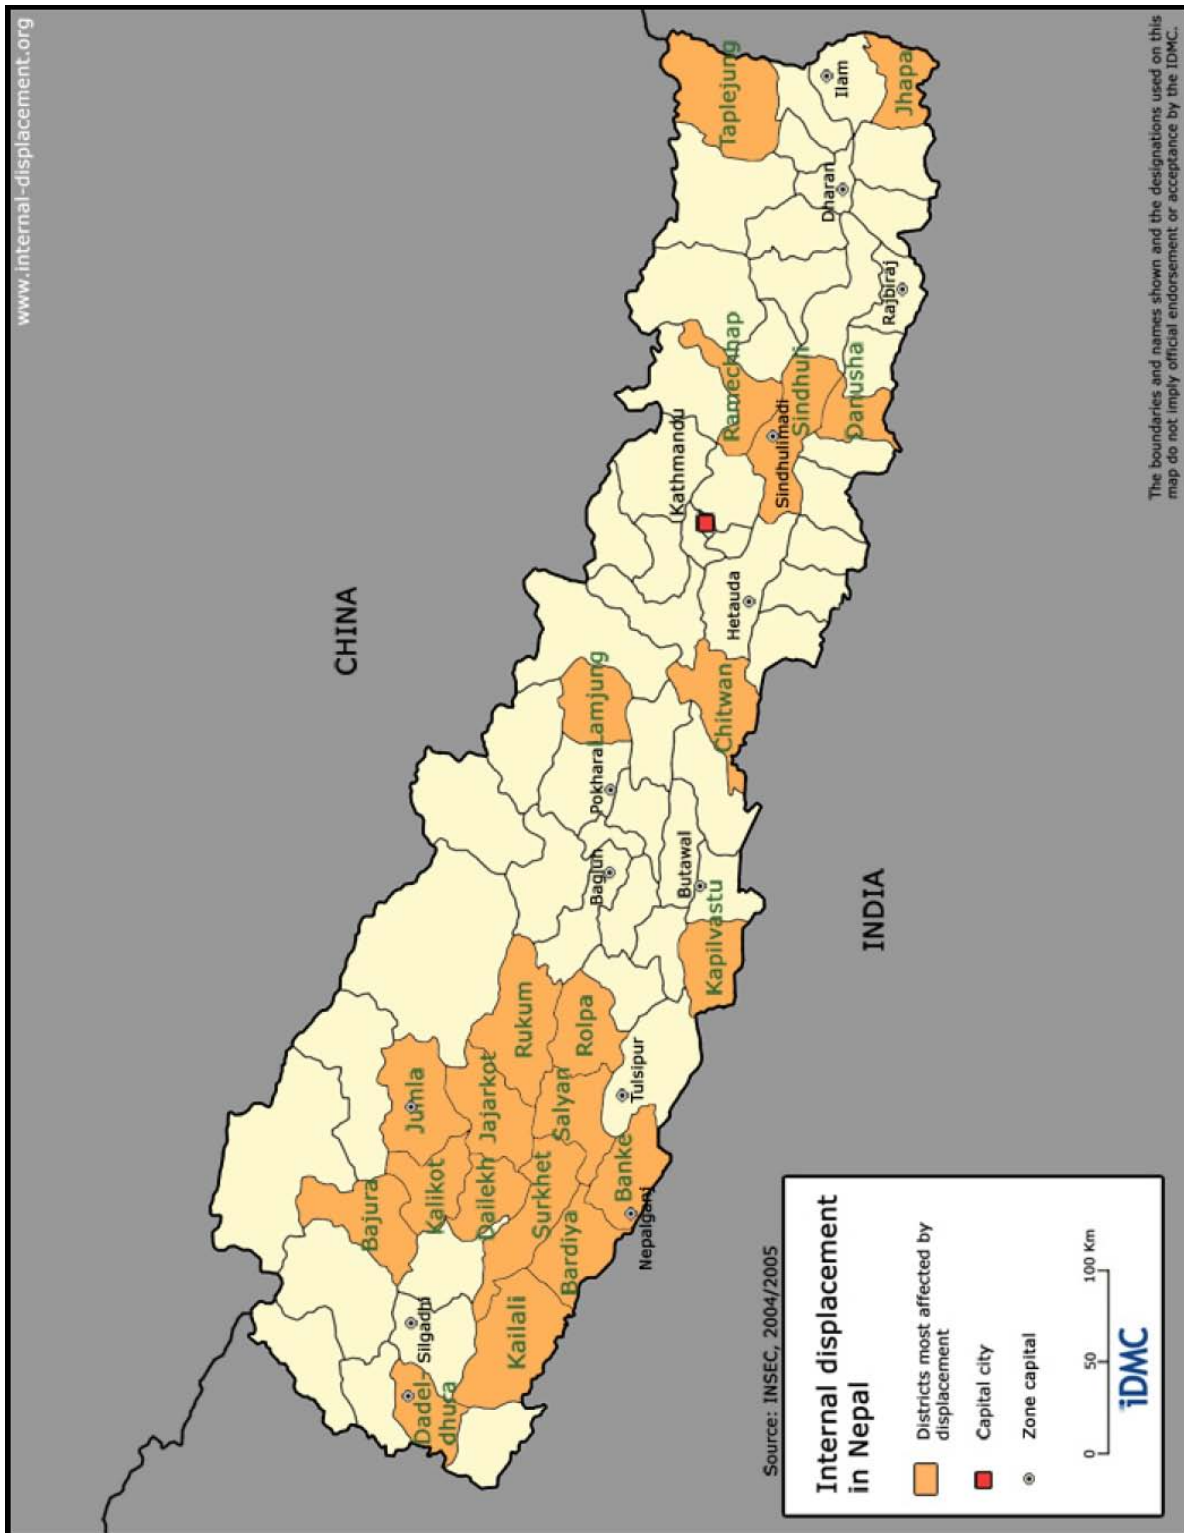 www.internal-displacement.org
CHINA
Bajura
Jumla
Dadel-
dhura
Silgadhi
Kalikot
Dailekh
Jajarkot
Kailali
Rukum
Surkhet
Salyan
Bardiya
Rolpa
Baglun
Pokhara
Lamjung
Banke
Tulsipur
Nepalganj
Kathmandu
Butawal
Kapilvastu
Chitwan
Hetauda
Ramechhap
Taplejung
Sindhulimadi
Sindhuli
Dharan
Ilam
Danusha
Rajbiraj
Jhapa
INDIA
Source: INSEC, 2004/2005
Internal displacement
in Nepal
Districts most affected by
displacement
Capital city
Zone capital
0 50 100 Km
iDMC
The boundaries and names shown and the designations used on this
map do not imply official endorsement or acceptance by the IDMC.